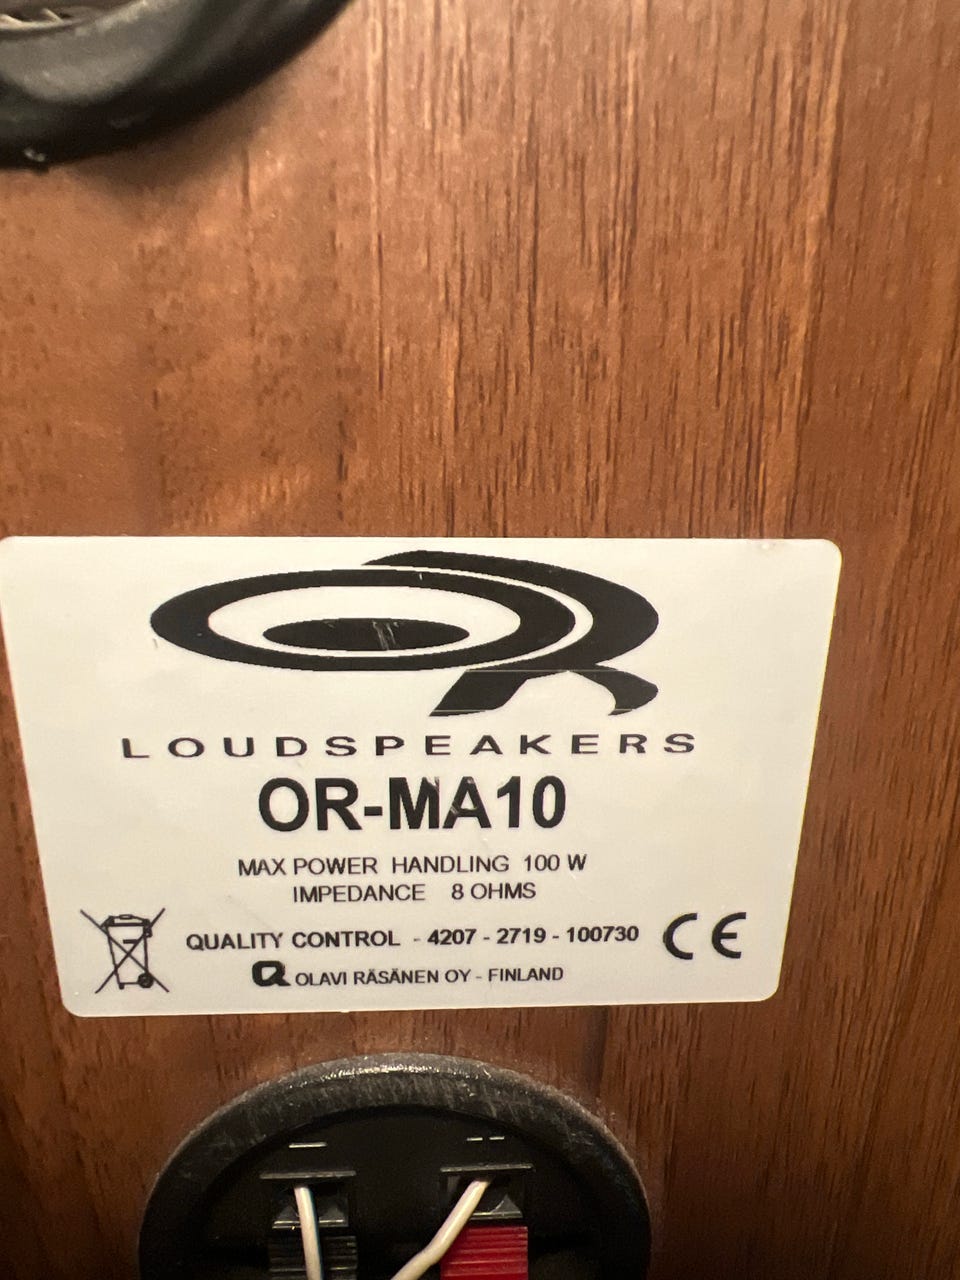 OR
LOUDSPEAKERS
OR-MA10
MAX POWER HANDLING 100 W
IMPEDANCE 8 OHMS
QUALITY CONTROL - 4207 - 2719 - 100730 CE
OLAVI RÄSÄNEN OY - FINLAND